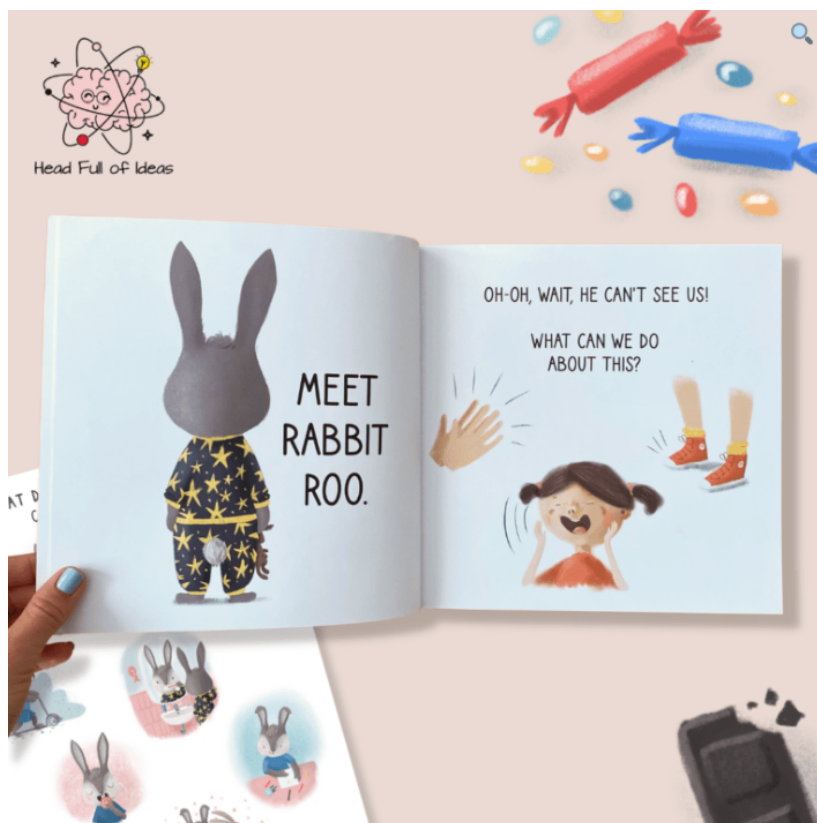 Head Full of Ideas
MEET
RABBIT
ROO.
OH-OH, WAIT, HE CAN'T SEE US!
WHAT CAN WE DO
ABOUT THIS?
AT